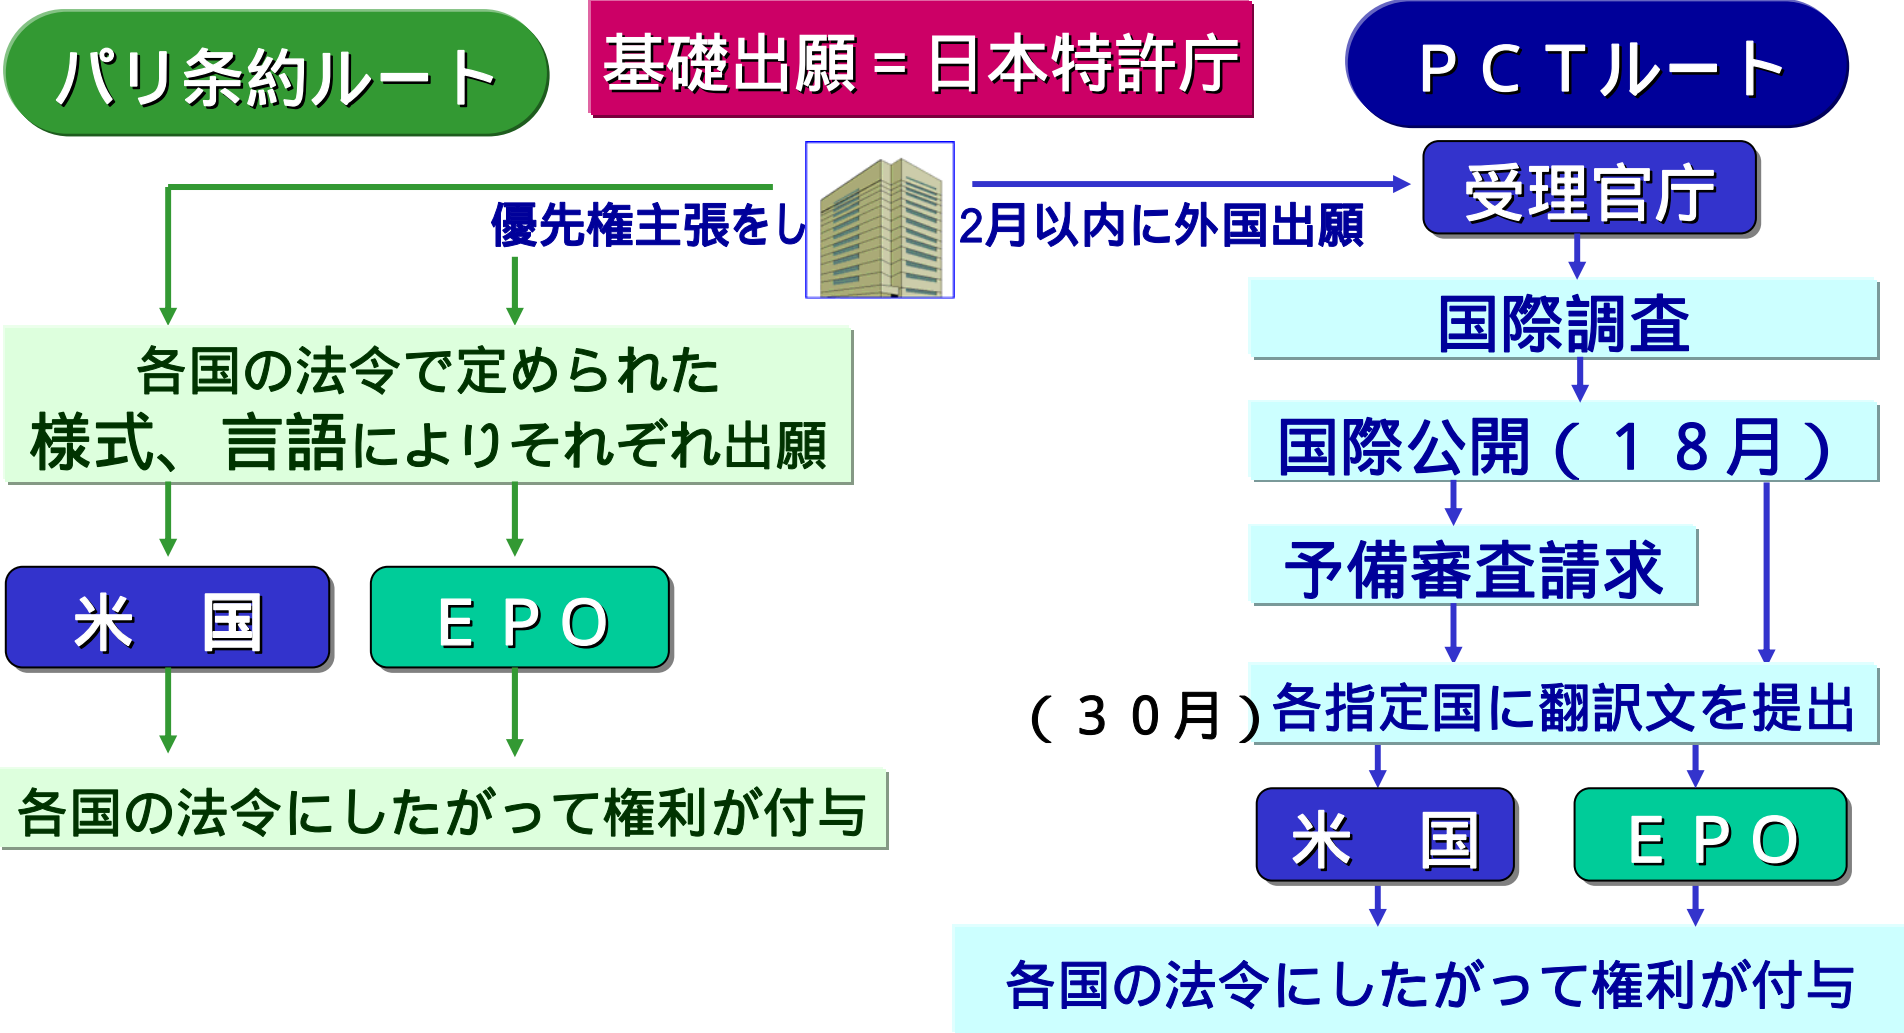 パリ条約ルート
基礎出願=日本特許庁
PCTルート
優先権主張をし
2月以内に外国出願
受理官庁
各国の法令で定められた
様式、言語によりそれぞれ出願
米 国
EPO
各国の法令にしたがって権利が付与
国際調査
国際公開(18月)
予備審査請求
(30月)
各指定国に翻訳文を提出
米 国
EPO
各国の法令にしたがって権利が付与